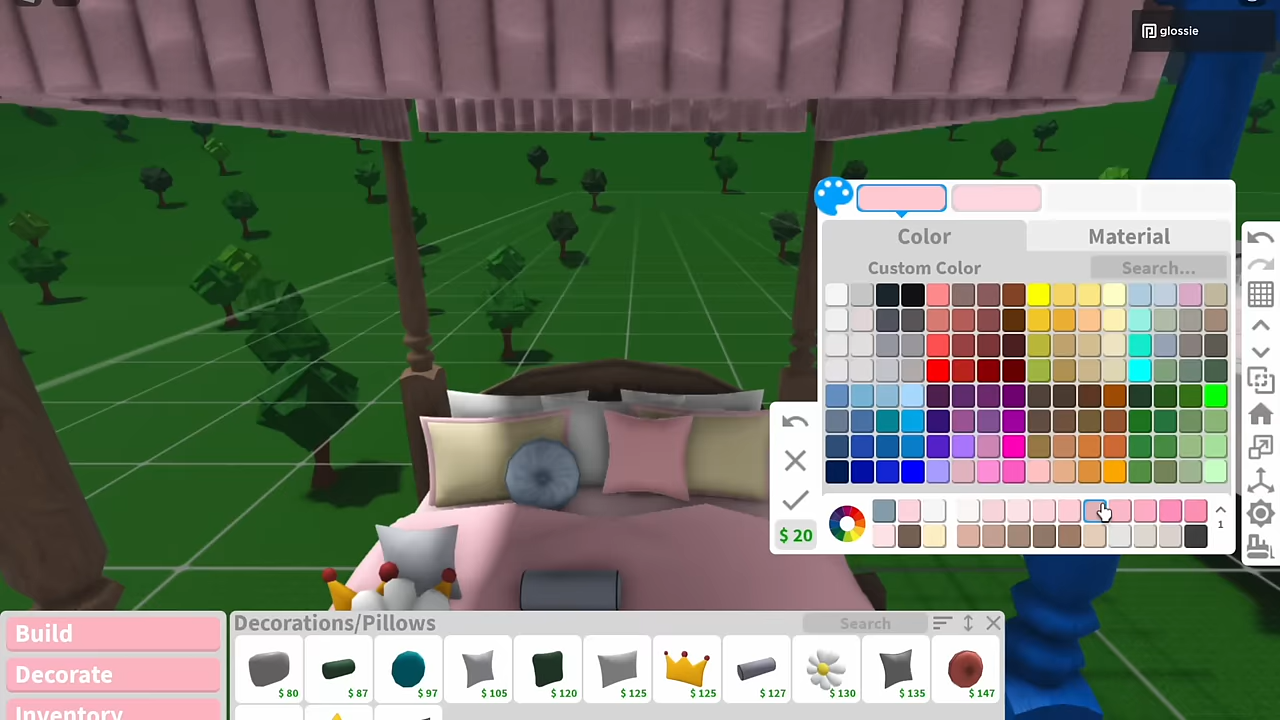 glossie
Color
Material
Custom Color
Search...
1
$ 20
Build
Decorate
Inventory
Decorations/Pillows
Search
$ 80
$ 87
$ 97
$ 105
$ 120
$ 125
$ 125
$ 127
$ 130
$ 135
$ 147